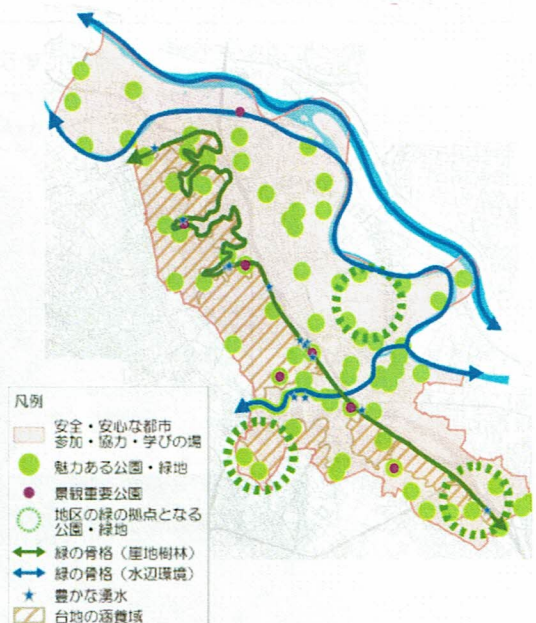 凡例
安全・安心な都市
参加・協力・学びの場
魅力ある公園・緑地
景観重要公園
地区の緑の拠点となる
公園・緑地
緑の骨格（崖地樹林）
緑の骨格（水辺環境）
豊かな湧水
台地の涵養域